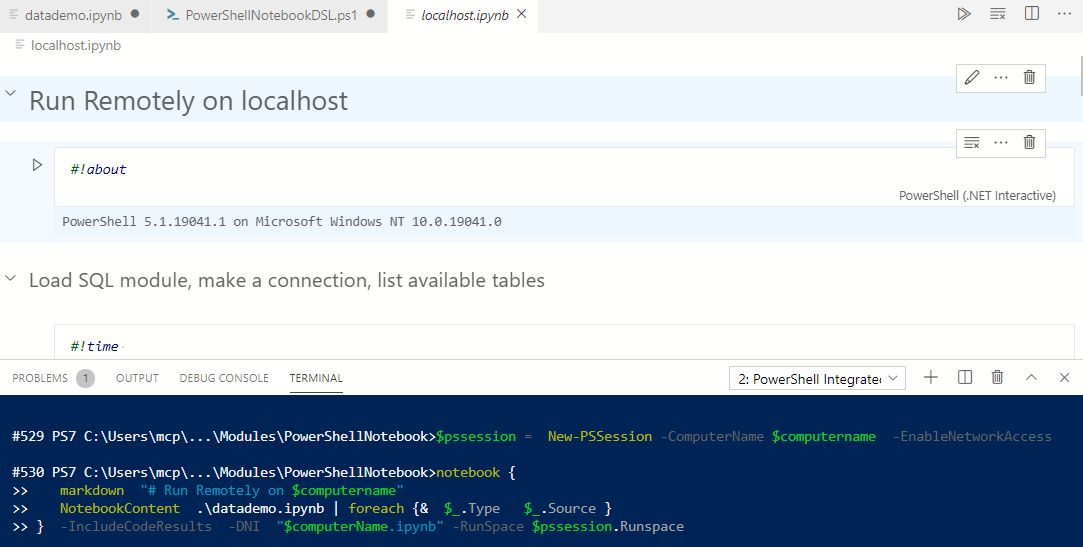 datademo.ipynb PowerShellNotebookDSL.ps1 localhost.ipynb
localhost.ipynb
Run Remotely on localhost
#!about
PowerShell (.NET Interactive)
PowerShell 5.1.19041.1 on Microsoft Windows NT 10.0.19041.0
Load SQL module, make a connection, list available tables
#!time
PROBLEMS 1 OUTPUT DEBUG CONSOLE TERMINAL 2: PowerShell Integrate
#529 PS7 C:\Users\mcp\...\Modules\PowerShellNotebook>$pssession = New-PSSession -ComputerName $computername -EnableNetworkAccess
#530 PS7 C:\Users\mcp\...\Modules\PowerShellNotebook>notebook {
>> markdown "# Run Remotely on $computername"
>> NotebookContent .\datademo.ipynb | foreach {& $_.Type $_.Source }
>> } -IncludeCodeResults -DNI "$computerName.ipynb" -RunSpace $pssession.Runspace